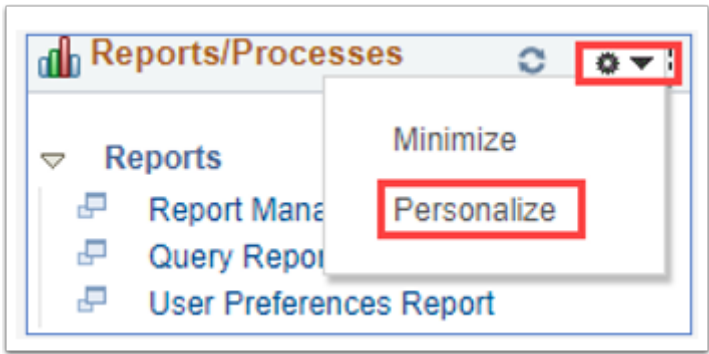 Reports/Processes
Minimize
Reports
Personalize
Report Mana
Query Repor
User Preferences Report